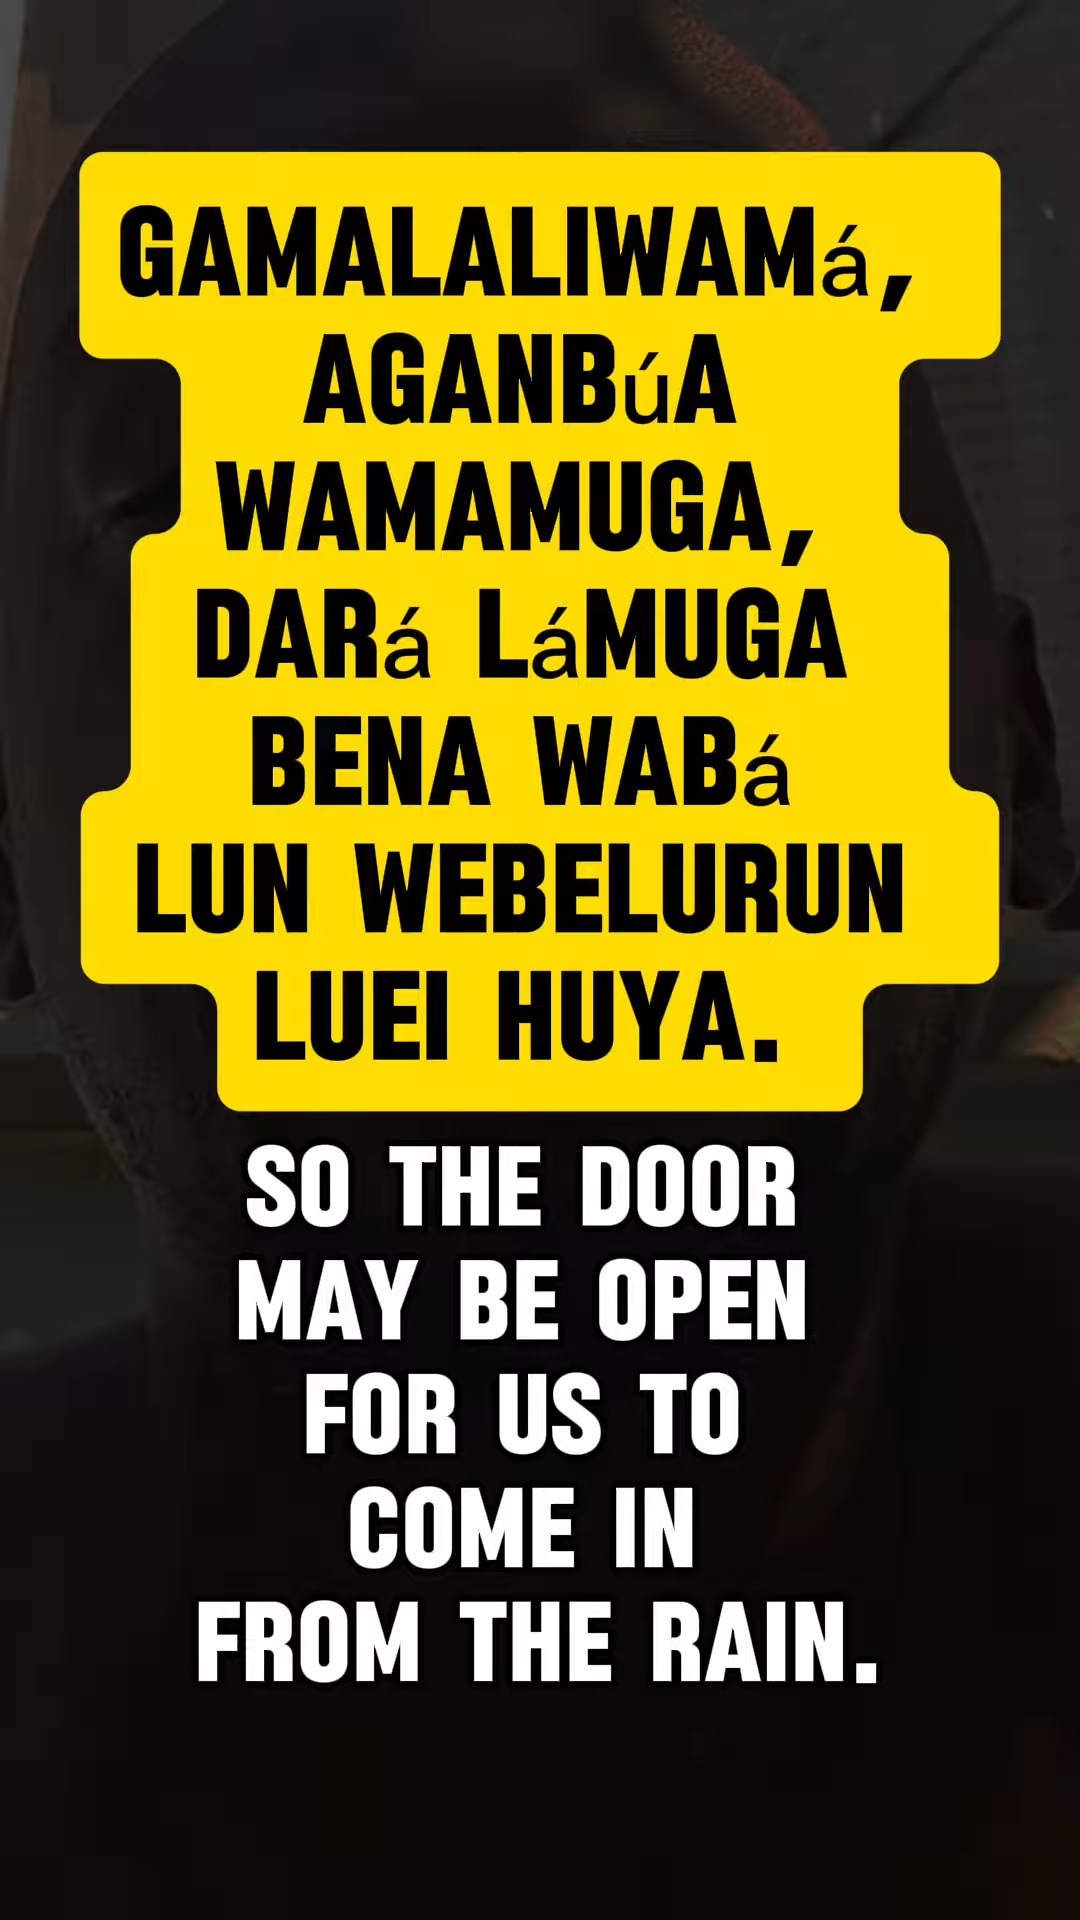 GAMALALIWAMá,
AGANBúA
WAMAMUGA,
DARá LáMUGA
BENA WABá
LUN WEBELURUN
LUEI HUYA.
SO THE DOOR
MAY BE OPEN
FOR US TO
COME IN
FROM THE RAIN.